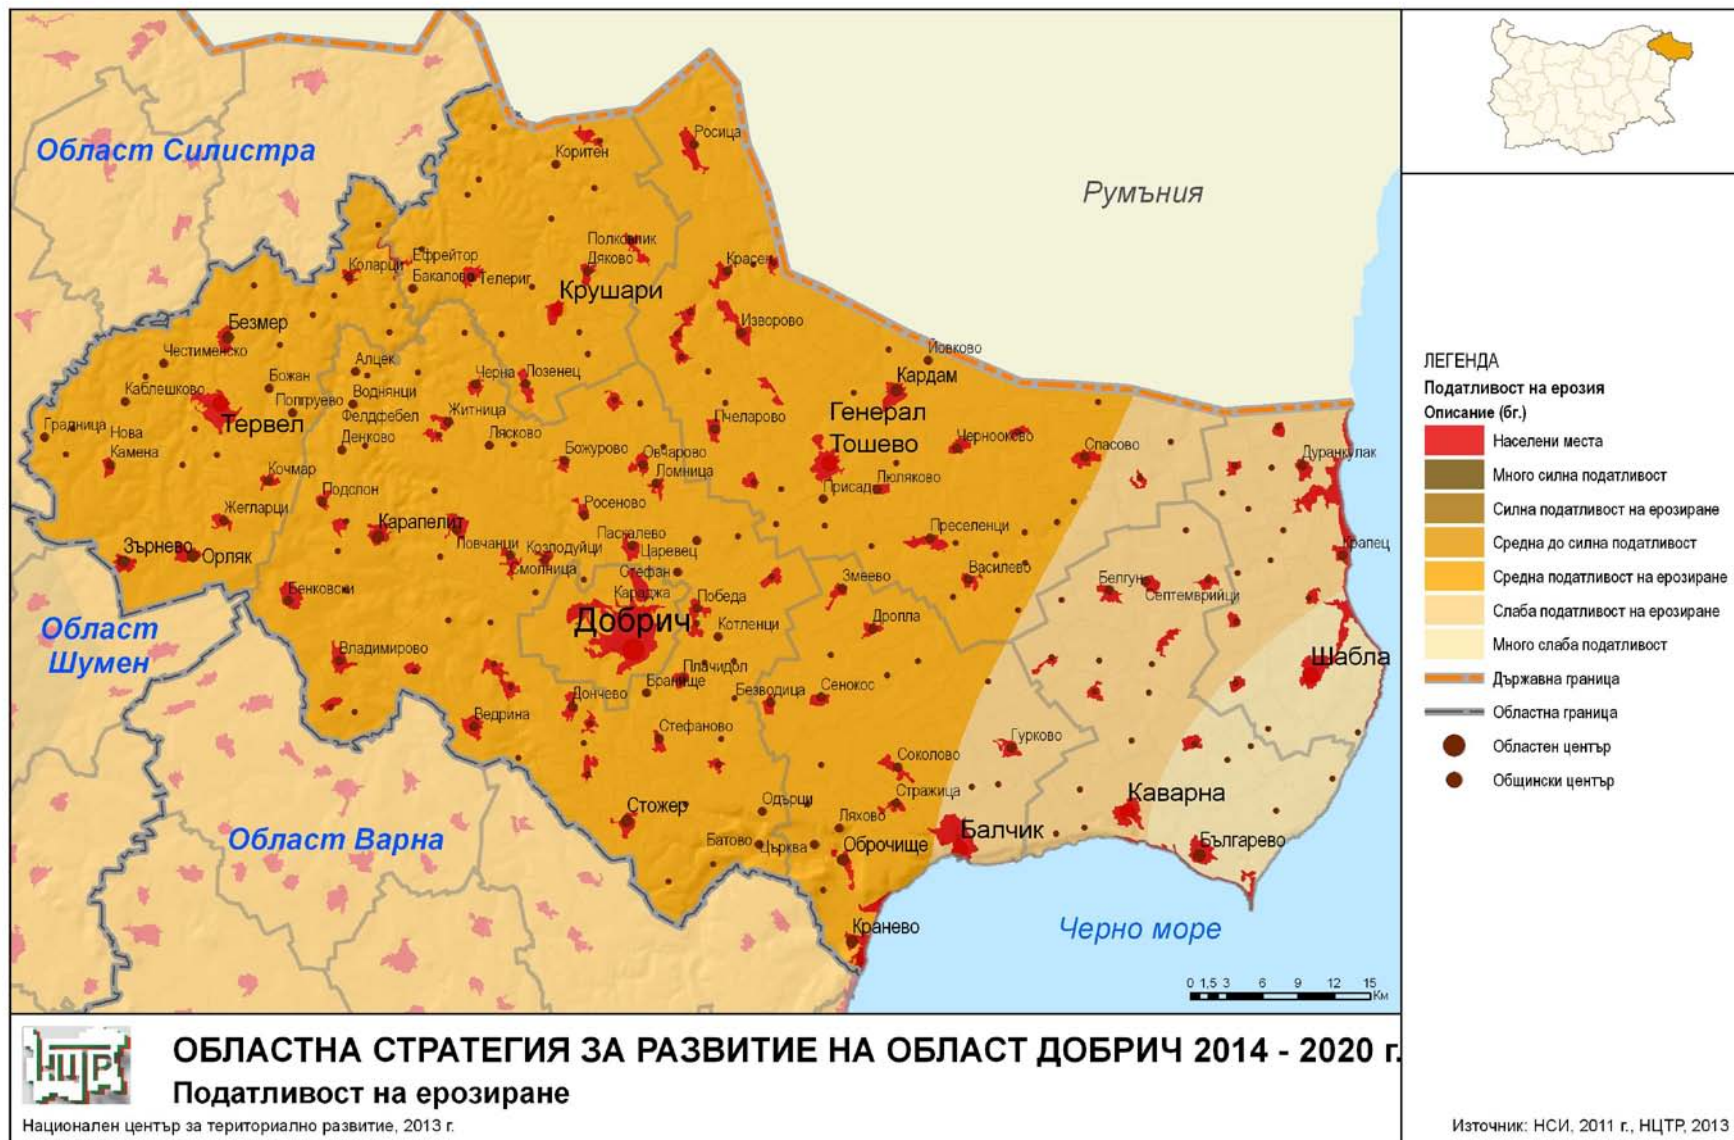 Област Силистра
Румъния
Росица
Коритен
Полковник
Дяково
Ефрейтор
Бакалово
Коларци
Телериг
Красен
Крушари
Безмер
Изворово
Честименско
Йовково
Алцек
Кардам
Божан
Черна
Лозенец
Каблешково
Воднянци
Генерал
Тошево
Попгруево
Фелдфебел
Денково
Житница
Пчеларово
Тервел
Градница
Нова
Камена
Лясково
Чернооково
Спасово
Дуранкулак
Божурово
Овчарово
Ломница
Кочмар
Люляково
Присад
Подслон
Росеново
Жегларци
Карапелит
Преселенци
Паскалево
Зърнево
Орляк
Ловчанци
Козлодуйци
Царевец
Крапец
Смолница
Стефан
Караджа
Змеево
Василево
Белгун
Септемврийци
Бенковски
Победа
Добрич
Дропла
Котленци
Област
Шумен
Владимирово
Шабла
Плачидол
Бранище
Безводица
Сенокос
Дончево
Ведрина
Стефаново
Гурково
Соколово
Стожер
Одърци
Стражица
Каварна
Ляхово
Балчик
Област Варна
Батово
Църква
Оброчище
Българево
Кранево
Черно море
0 1,5 3 6 9 12 15
Км
ЛЕГЕНДА
Податливост на ерозия
Описание (бг.)
Населени места
Много силна податливост
Силна податливост на ерозиране
Средна до силна податливост
Средна податливост на ерозиране
Слаба податливост на ерозиране
Много слаба податливост
Държавна граница
Областна граница
Областен център
Общински център
НЦТР
ОБЛАСТНА СТРАТЕГИЯ ЗА РАЗВИТИЕ НА ОБЛАСТ ДОБРИЧ 2014 - 2020 г.
Податливост на ерозиране
Национален център за териториално развитие, 2013 г.
Източник: НСИ, 2011 г., НЦТР, 2013